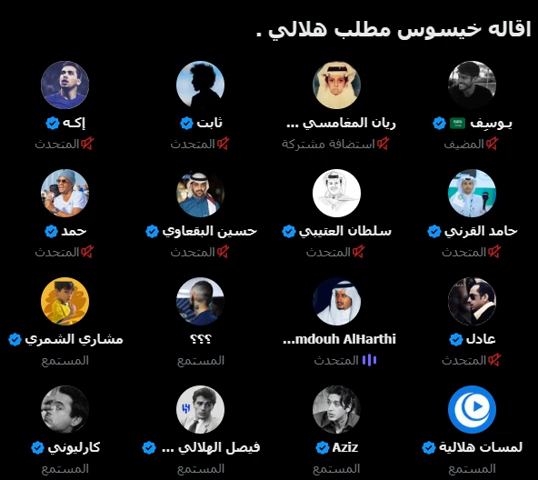 اقاله خيسوس مطلب هلالي .
يـوسِف 🇸🇦
ريان المغامسي ...
ثابت
إكـه
المضيف
استضافة مشتركة
المتحدث
المتحدث
حامد القرني
سلطان العتيبي
حسين البقعاوي
حمد
المتحدث
المتحدث
المتحدث
المتحدث
عادل
...mdouh AlHarthi
؟؟؟
مشاري الشمري
المتحدث
المتحدث
المستمع
المستمع
لمسات هلالية
Aziz
فيصل الهلالي ...
كارليوني
المستمع
المستمع
المستمع
المستمع